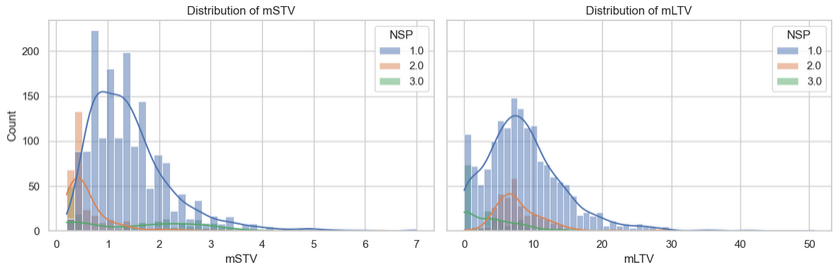 Distribution of mSTV
NSP
1.0
2.0
3.0
200
150
100
50
0
Count
0 1 2 3 4 5 6 7
mSTV
Distribution of mLTV
NSP
1.0
2.0
3.0
0 10 20 30 40 50
mLTV